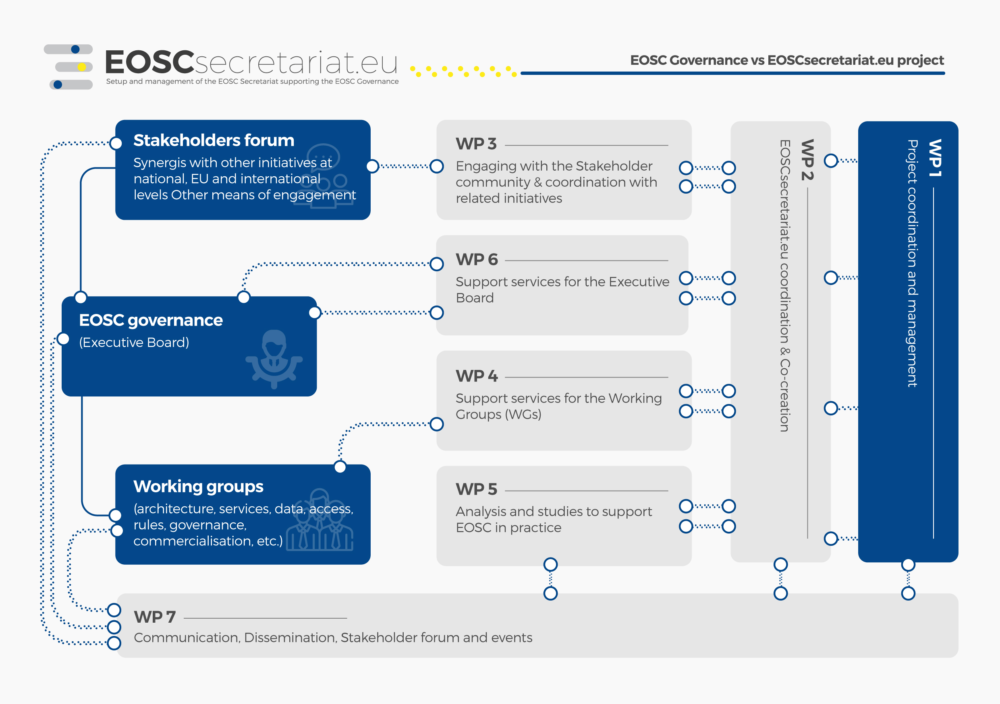 EOSCsecretariat.eu
Setup and management of the EOSC Secretariat supporting the EOSC Governance
EOSC Governance vs EOSCsecretariat.eu project
Stakeholders forum
Synergis with other initiatives at
national, EU and international
levels Other means of engagement
WP 3
Engaging with the Stakeholder
community & coordination with
related initiatives
WP 6
Support services for the Executive
Board
EOSC governance
(Executive Board)
WP 4
Support services for the Working
Groups (WGs)
Working groups
(architecture, services, data, access,
rules, governance,
commercialisation, etc.)
WP 5
Analysis and studies to support
EOSC in practice
WP 2
EOSCsecretariat.eu coordination & Co-creation
WP 1
Project coordination and management
WP 7
Communication, Dissemination, Stakeholder forum and events